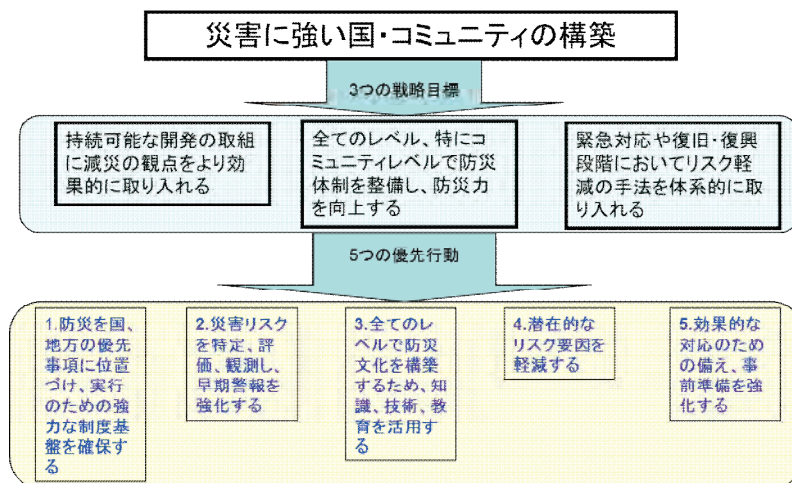 災害に強い国・コミュニティの構築
3つの戦略目標
持続可能な開発の取組
に減災の観点をより効
果的に取り入れる
全てのレベル、特にコ
ミュニティレベルで防災
体制を整備し、防災力
を向上する
緊急対応や復旧・復興
段階においてリスク軽
減の手法を体系的に取
り入れる
5つの優先行動
1.防災を国、
地方の優先
事項に位置
づけ、実行
のための強
力な制度基
盤を確保す
る
2.災害リスク
を特定、評
価、観測し、
早期警報を
強化する
3.全てのレ
ベルで防災
文化を構築
するため、知
識、技術、教
育を活用す
る
4.潜在的な
リスク要因を
軽減する
5.効果的な
対応のため
の備え、事
前準備を強
化する